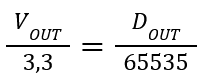 V_OUT / 3,3 = D_OUT / 65535